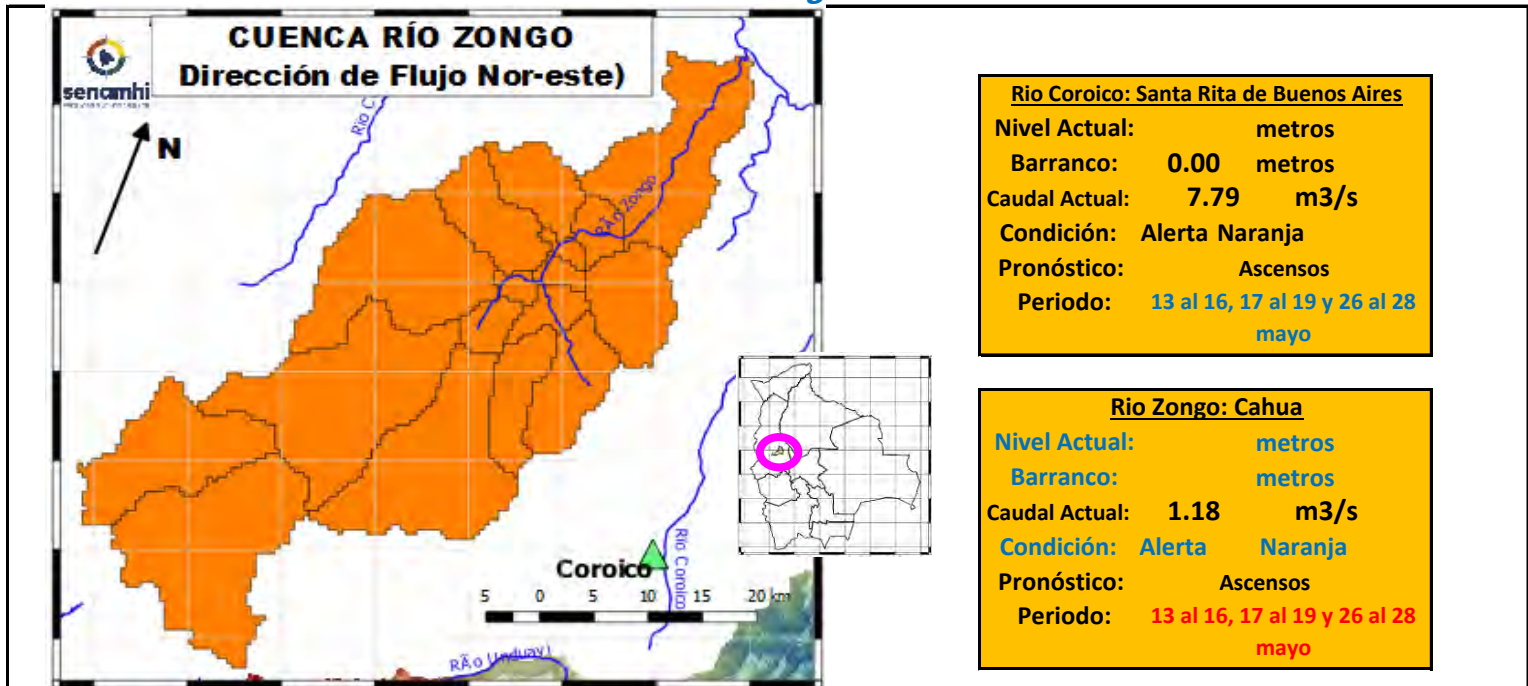 CUENCA RÍO ZONGO
Dirección de Flujo Nor-este)
senamhi
N
Río C
RÃo Zongo
Coroico
Río Coroico
5 0 5 10 15 20 km
RÃo Unduavi
Rio Coroico: Santa Rita de Buenos Aires
Nivel Actual: metros
Barranco: 0.00 metros
Caudal Actual: 7.79 m3/s
Condición: Alerta Naranja
Pronóstico: Ascensos
Periodo: 13 al 16, 17 al 19 y 26 al 28
mayo
Rio Zongo: Cahua
Nivel Actual: metros
Barranco: metros
Caudal Actual: 1.18 m3/s
Condición: Alerta Naranja
Pronóstico: Ascensos
Periodo: 13 al 16, 17 al 19 y 26 al 28
mayo